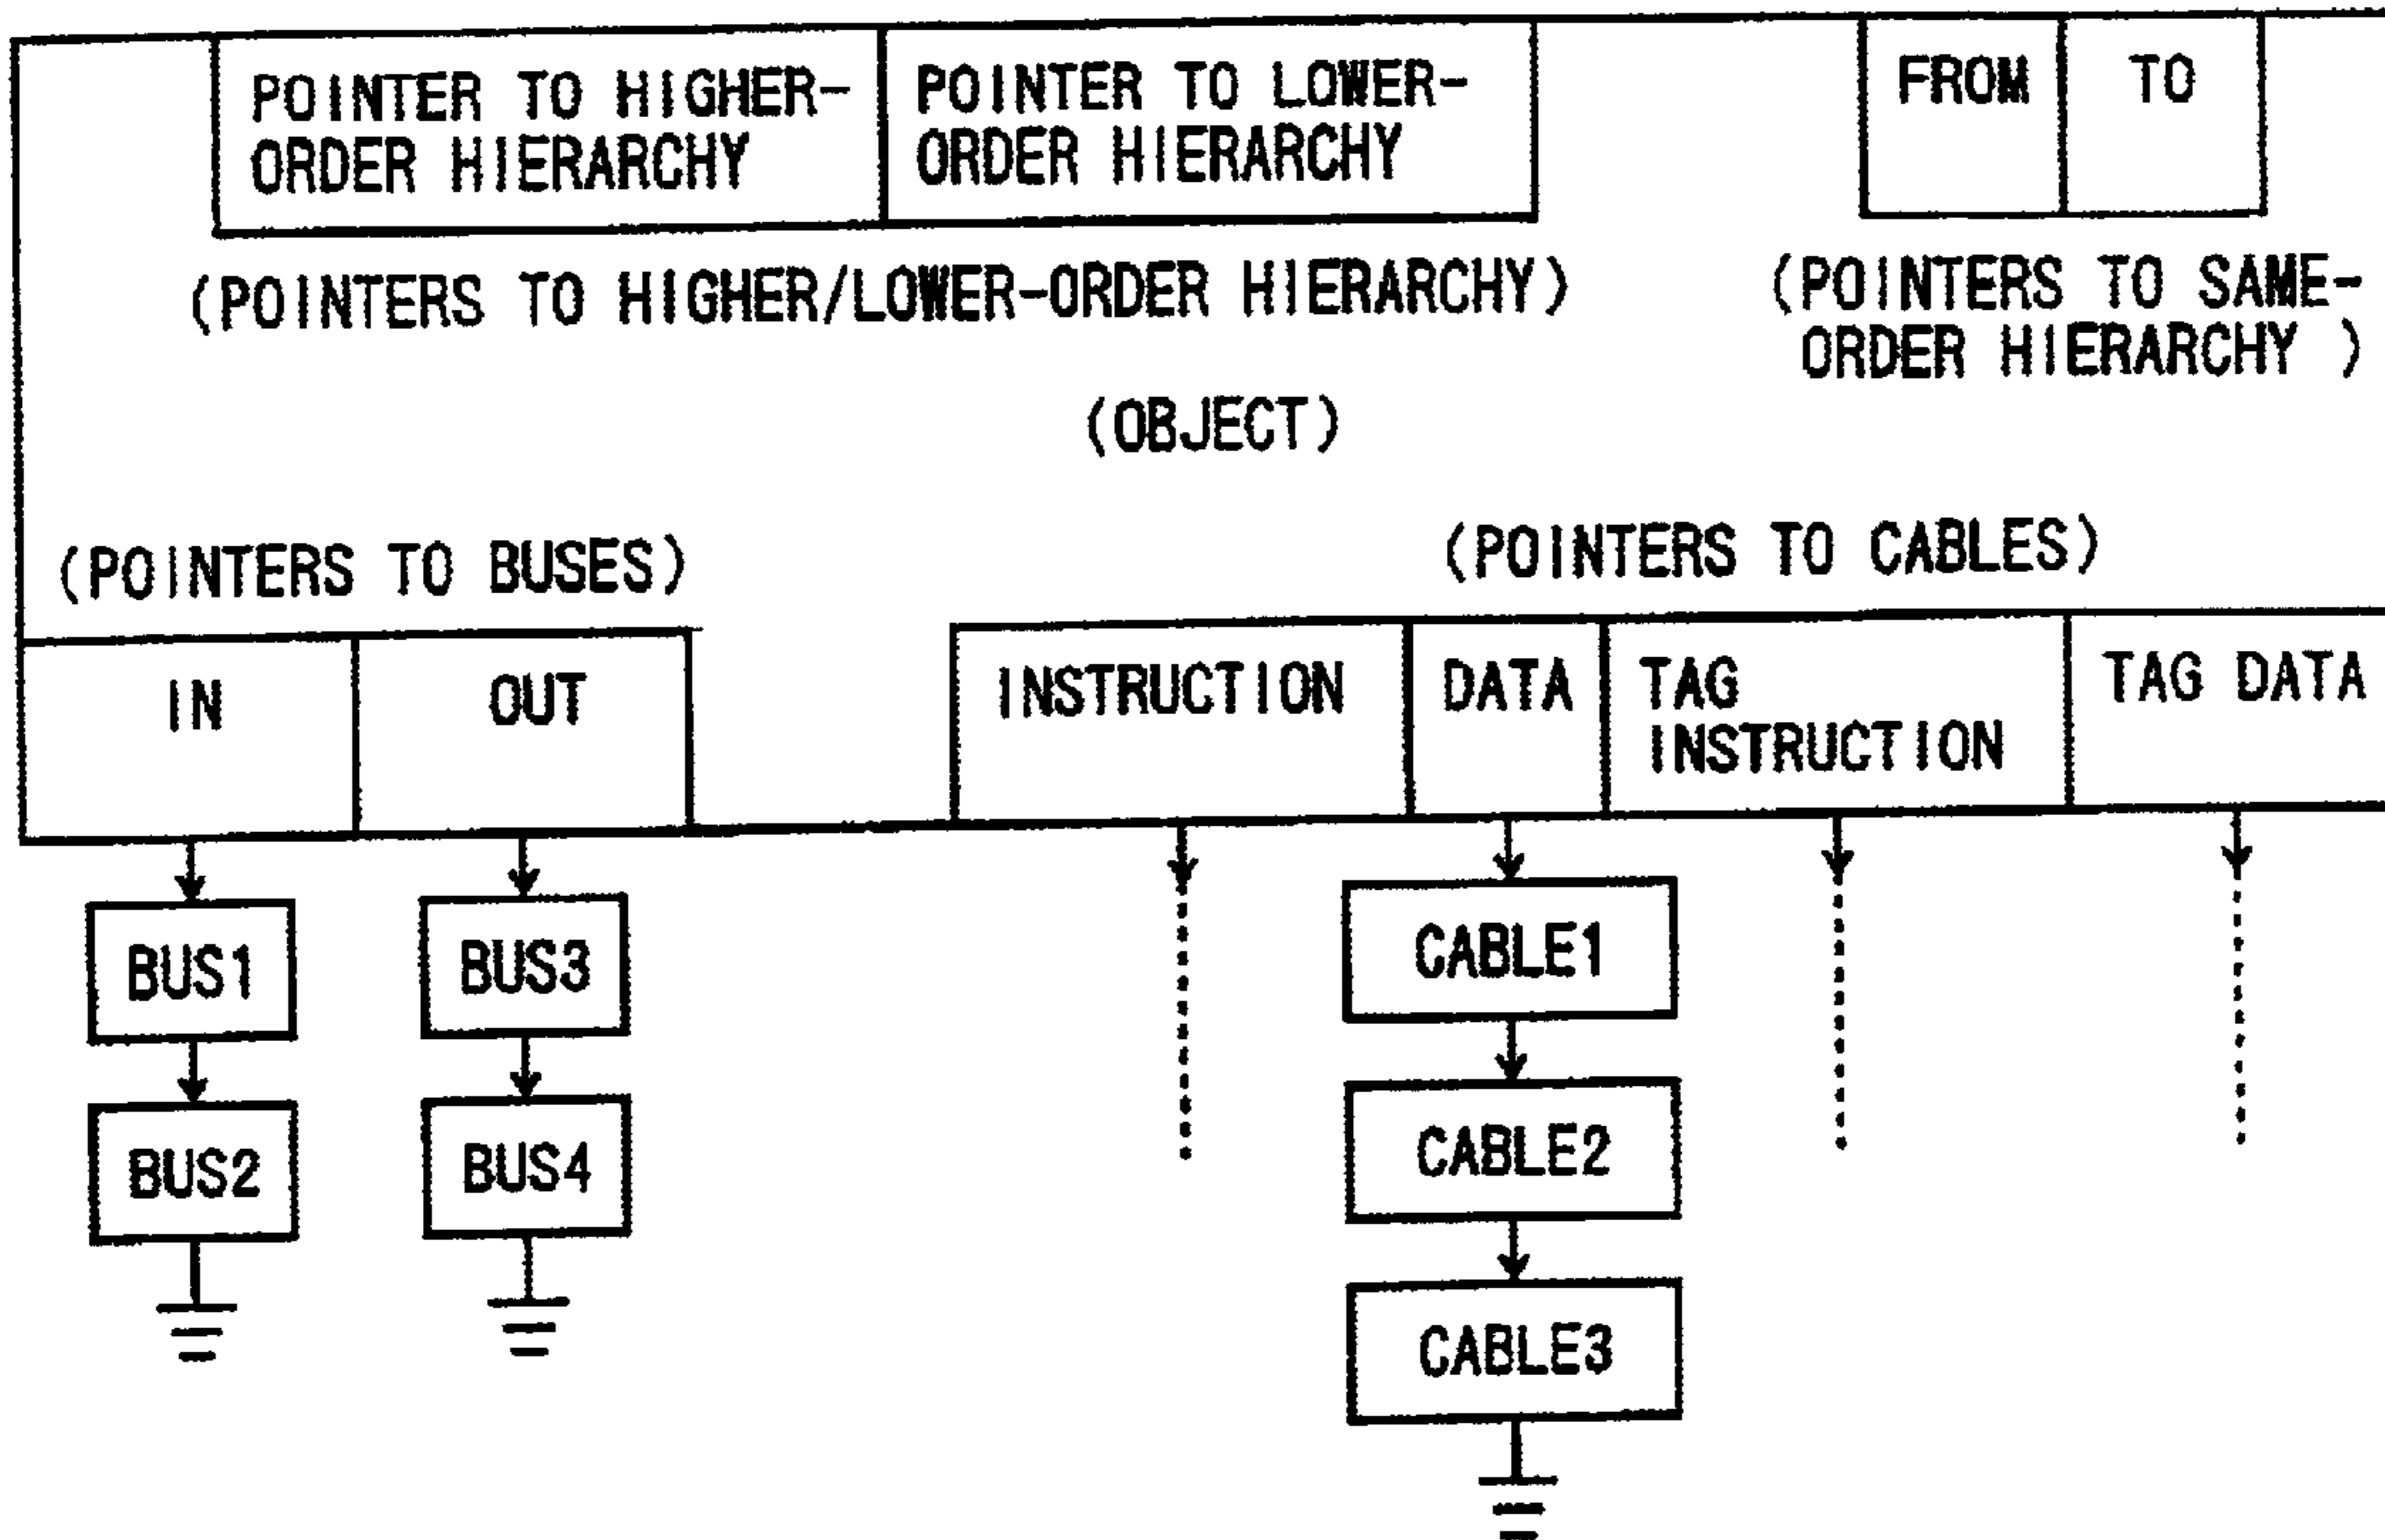 POINTER TO HIGHER-
ORDER HIERARCHY
POINTER TO LOWER-
ORDER HIERARCHY
FROM
TO
(POINTERS TO HIGHER/LOWER-ORDER HIERARCHY)
(POINTERS TO SAME-
ORDER HIERARCHY )
(OBJECT)
(POINTERS TO BUSES)
(POINTERS TO CABLES)
IN
OUT
INSTRUCTION
DATA
TAG
INSTRUCTION
TAG DATA
BUS1
BUS3
CABLE1
BUS2
BUS4
CABLE2
CABLE3